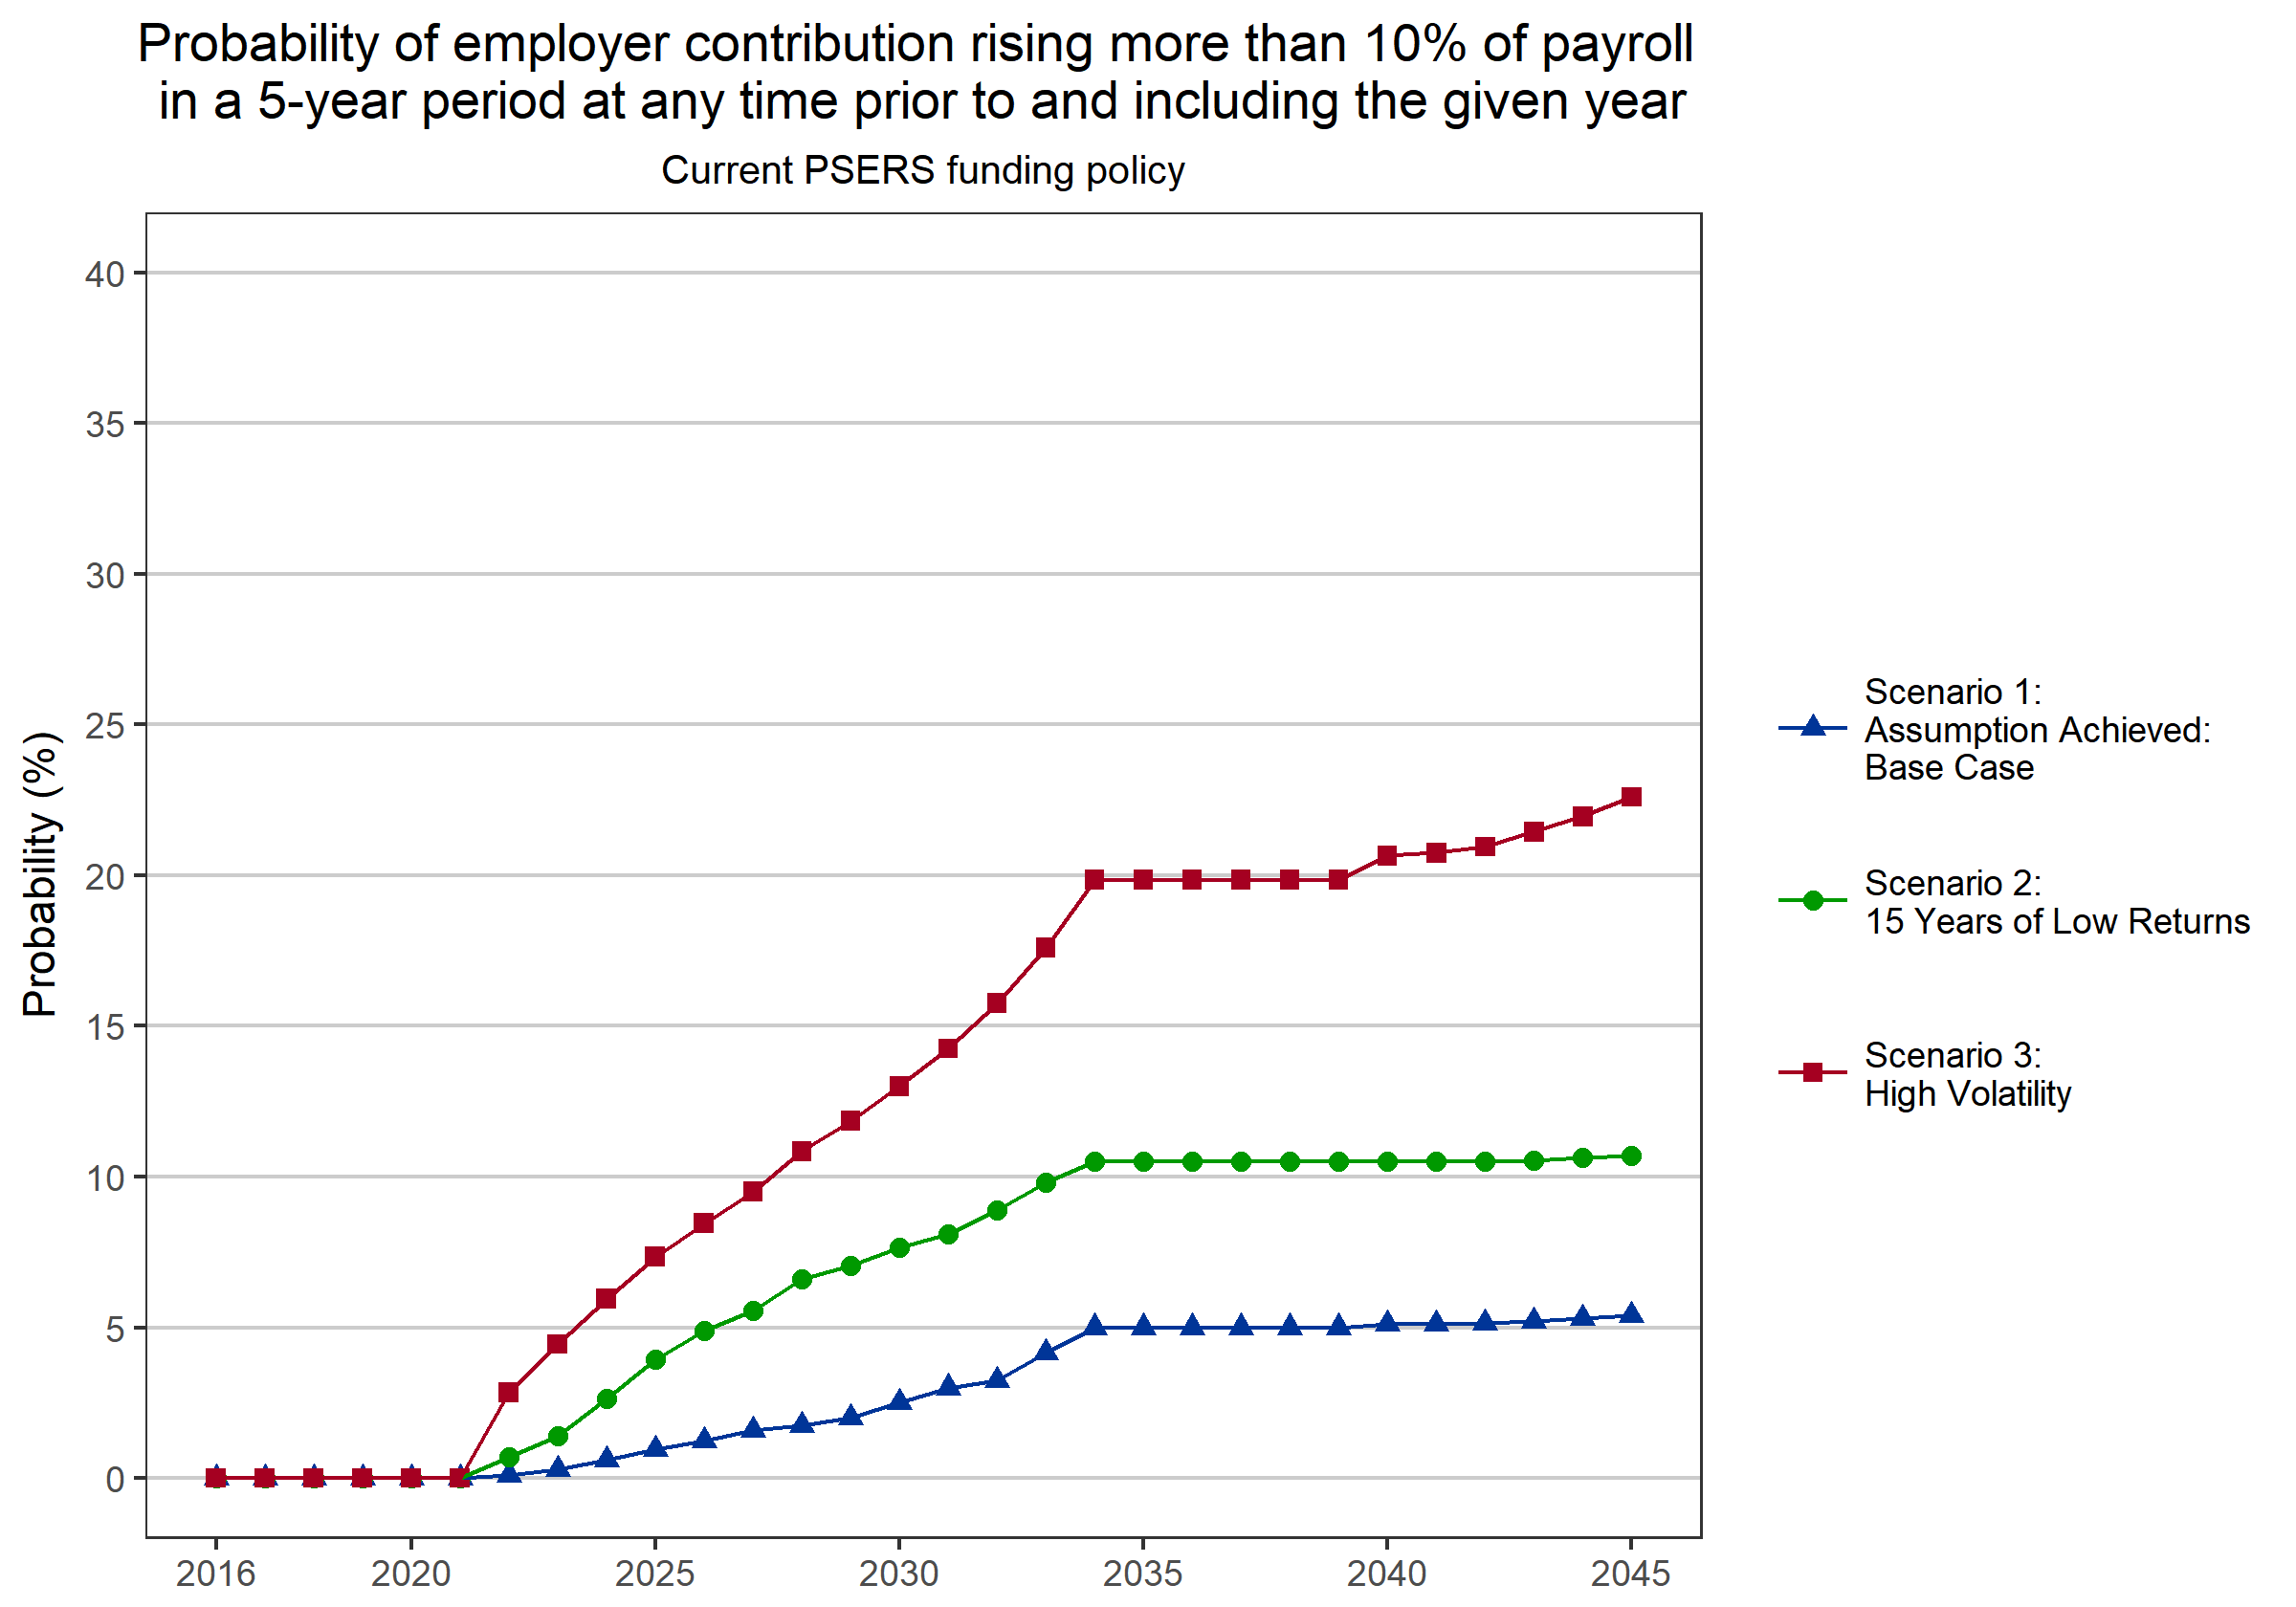 Probability of employer contribution rising more than 10% of payroll
in a 5-year period at any time prior to and including the given year
Current PSERS funding policy
Probability (%)
40
35
30
25
20
15
10
5
0
2016
2020
2025
2030
2035
2040
2045
Scenario 1:
Assumption Achieved:
Base Case
Scenario 2:
15 Years of Low Returns
Scenario 3:
High Volatility